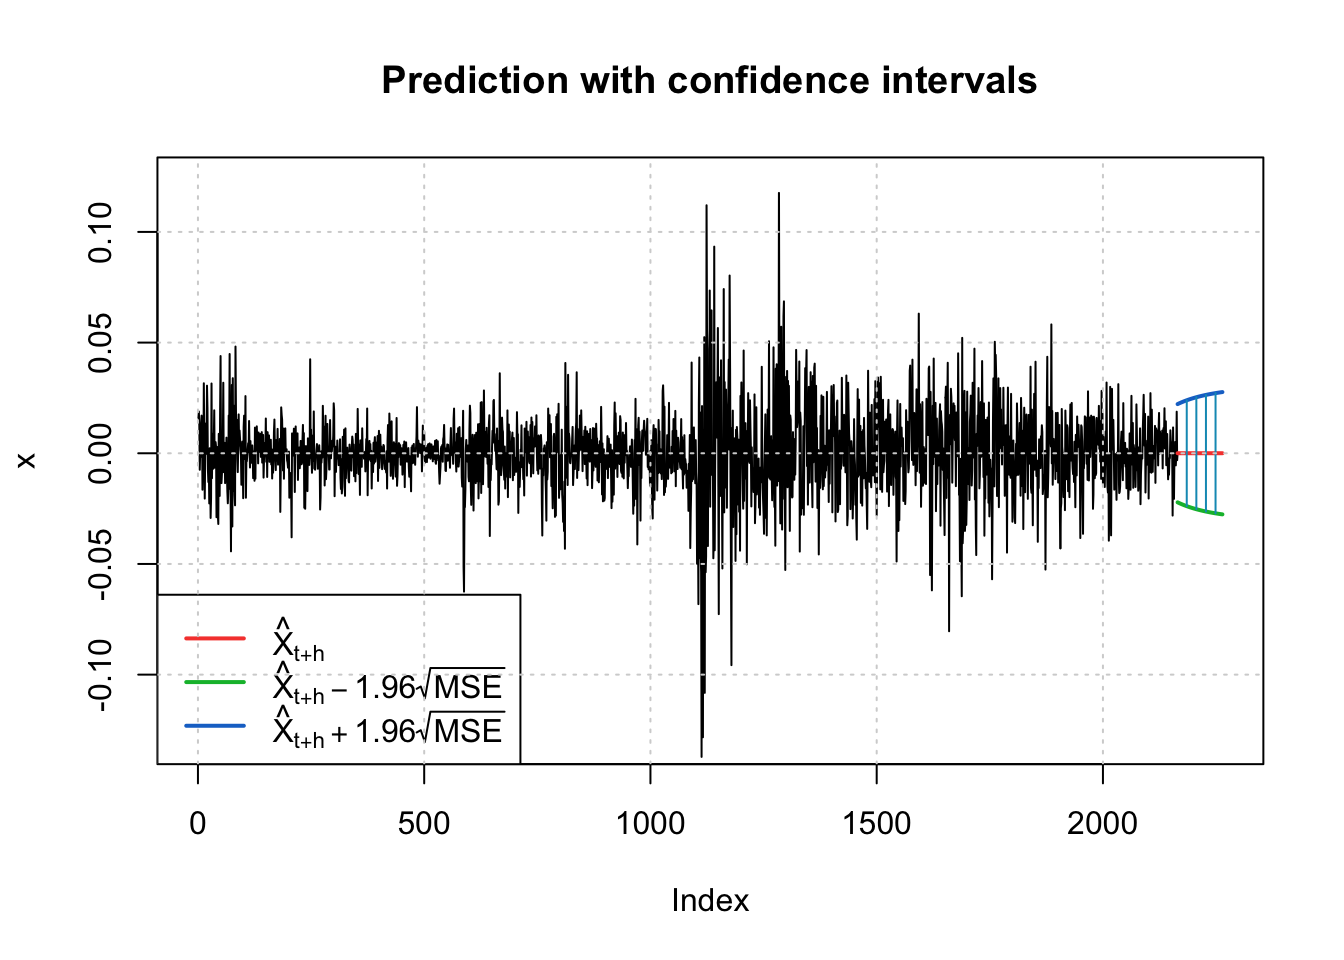 Prediction with confidence intervals
x
0.10
0.05
0.00
-0.05
-0.10
X̂t+h
X̂t+h − 1.96√MSE
X̂t+h + 1.96√MSE
0 500 1000 1500 2000
Index